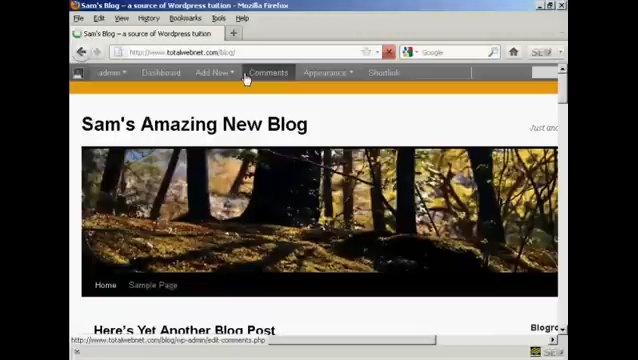 Sam's Blog – a source of Wordpress tuition - Mozilla Firefox
File Edit View History Bookmarks Tools Help
Sam's Blog – a source of Wordpress tuition +
http://www.totalwebnet.com/blog/ Google
admin Dashboard Add New Comments Appearance Shortlink
Sam's Amazing New Blog
Just an
Home Sample Page
Here's Yet Another Blog Post
Blogro
http://www.totalwebnet.com/blog/wp-admin/edit-comments.php